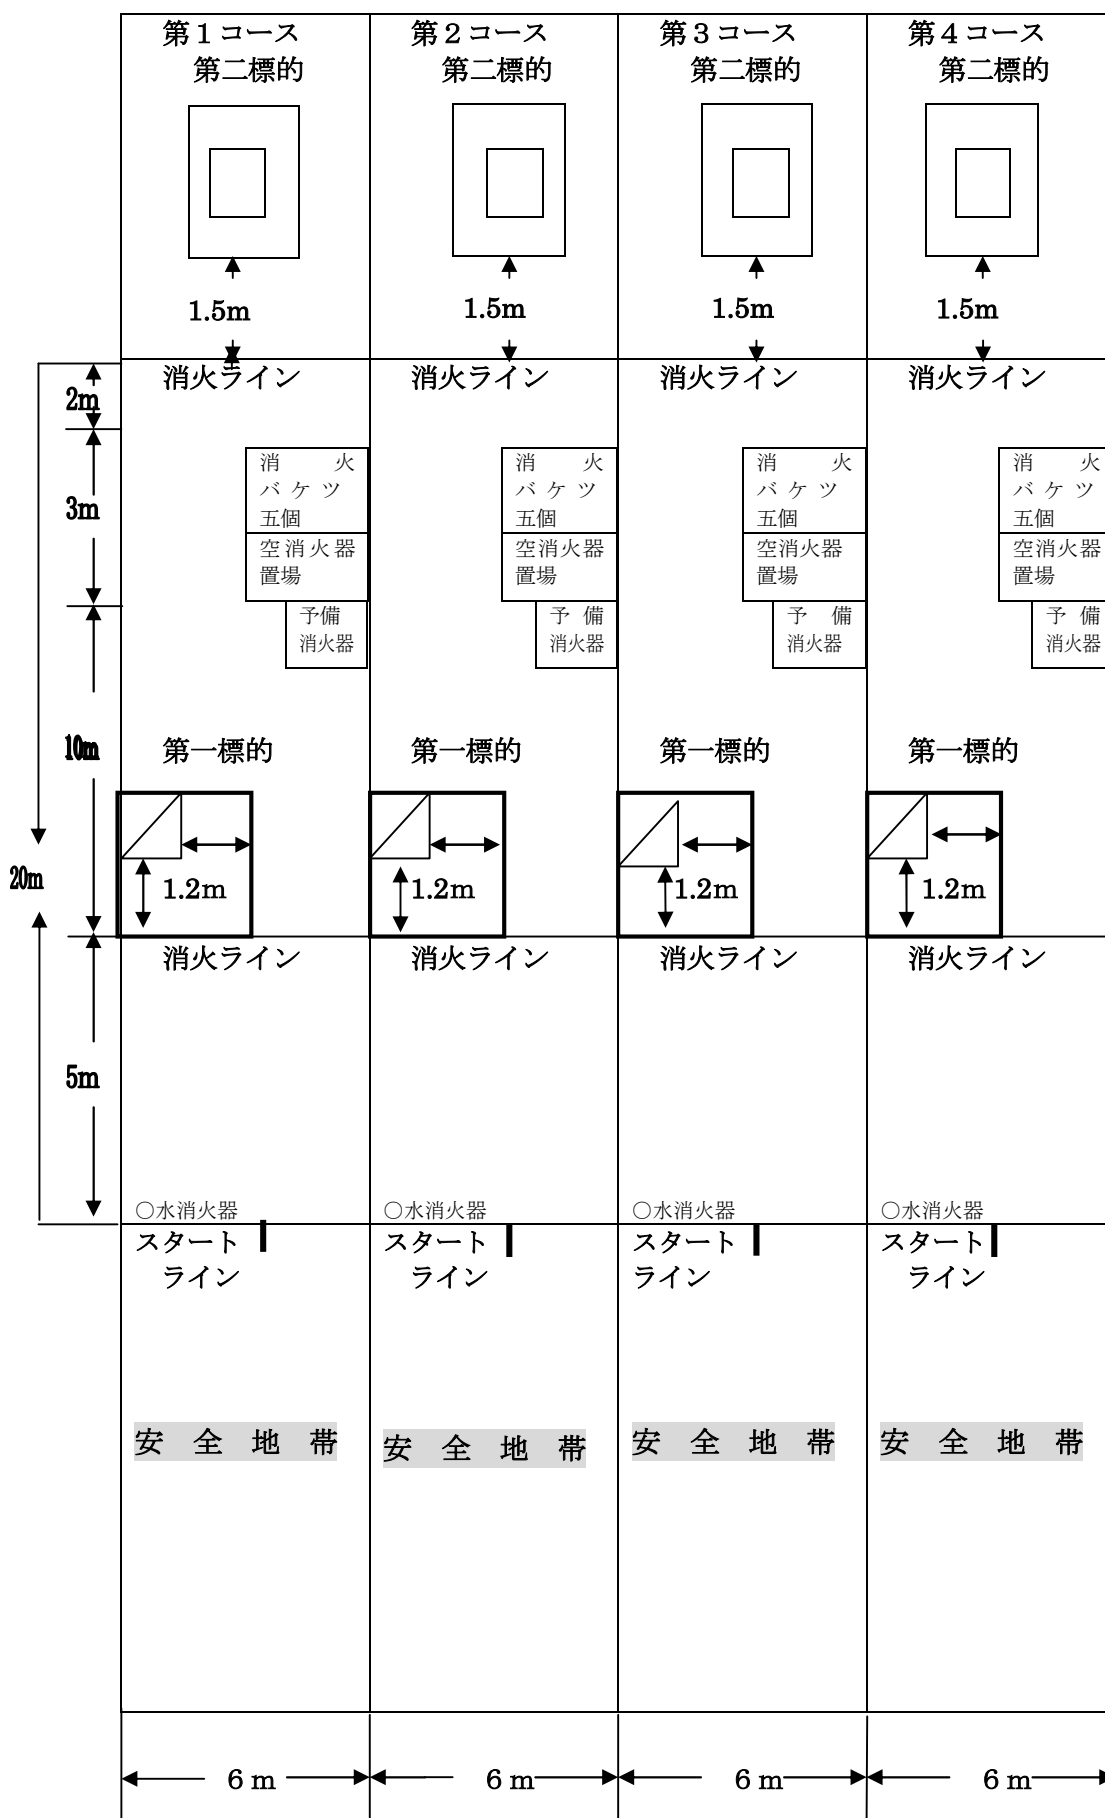 第１コース
第二標的
第２コース
第二標的
第３コース
第二標的
第４コース
第二標的
1.5m
1.5m
1.5m
1.5m
消火ライン
消火ライン
消火ライン
消火ライン
2m
3m
消　火
バケツ
五個
空消火器
置場
予備
消火器
消　火
バケツ
五個
空消火器
置場
予備
消火器
消　火
バケツ
五個
空消火器
置場
予備
消火器
消　火
バケツ
五個
空消火器
置場
予備
消火器
10m
第一標的
第一標的
第一標的
第一標的
20m
1.2m
1.2m
1.2m
1.2m
消火ライン
消火ライン
消火ライン
消火ライン
5m
○水消火器
○水消火器
○水消火器
○水消火器
スタート
ライン
スタート
ライン
スタート
ライン
スタート
ライン
安　全　地　帯
安　全　地　帯
安　全　地　帯
安　全　地　帯
６ｍ
６ｍ
６ｍ
６ｍ